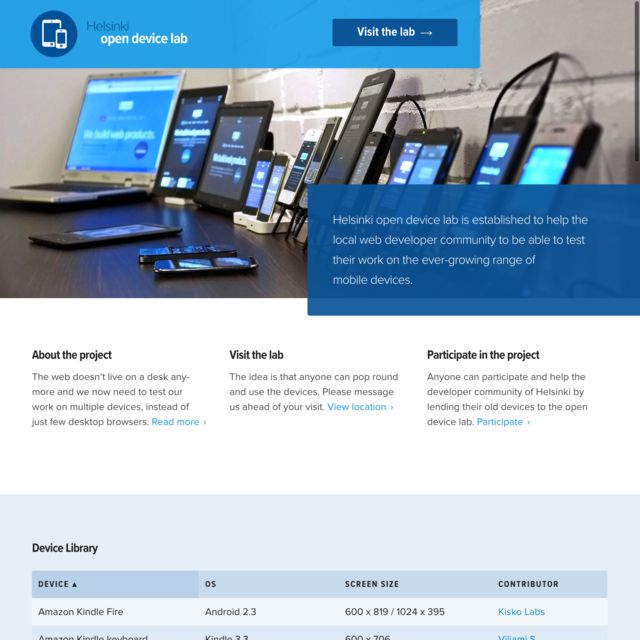 Helsinki
open device lab
Visit the lab →
We build web products.
Helsinki open device lab is established to help the
local web developer community to be able to test
their work on the ever-growing range of
mobile devices.
About the project
The web doesn’t live on a desk any-
more and we now need to test our
work on multiple devices, instead of
just few desktop browsers. Read more ›
Visit the lab
The idea is that anyone can pop round
and use the devices. Please message
us ahead of your visit. View location ›
Participate in the project
Anyone can participate and help the
developer community of Helsinki by
lending their old devices to the open
device lab. Participate ›
Device Library
DEVICE ▲ OS SCREEN SIZE CONTRIBUTOR
Amazon Kindle Fire Android 2.3 600 x 819 / 1024 x 395 Kisko Labs
Amazon Kindle keyboard Kindle 3.3 600 x 706 Viljami S.